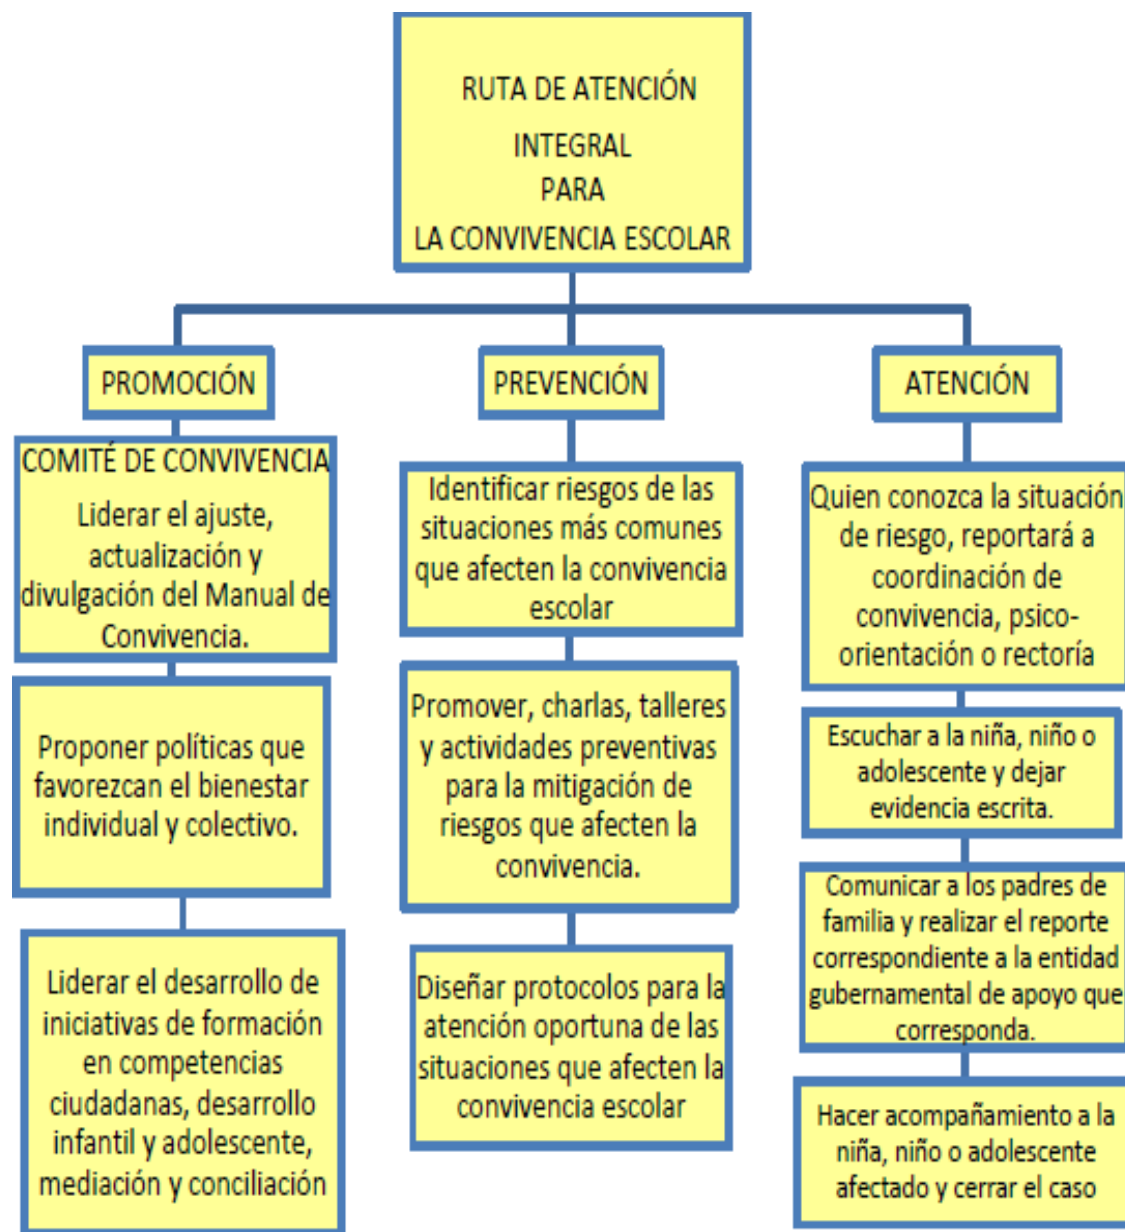 RUTA DE ATENCIÓN
INTEGRAL
PARA
LA CONVIVENCIA ESCOLAR
PROMOCIÓN
COMITÉ DE CONVIVENCIA
Liderar el ajuste,
actualización y
divulgación del Manual de
Convivencia.
Proponer políticas que
favorezcan el bienestar
individual y colectivo.
Liderar el desarrollo de
iniciativas de formación
en competencias
ciudadanas, desarrollo
infantil y adolescente,
mediación y conciliación
PREVENCIÓN
Identificar riesgos de las
situaciones más comunes
que afecten la convivencia
escolar
Promover, charlas, talleres
y actividades preventivas
para la mitigación de
riesgos que afecten la
convivencia.
Diseñar protocolos para la
atención oportuna de las
situaciones que afecten la
convivencia escolar
ATENCIÓN
Quien conozca la situación
de riesgo, reportará a
coordinación de
convivencia, psico-
orientación o rectoría
Escuchar a la niña, niño o
adolescente y dejar
evidencia escrita.
Comunicar a los padres de
familia y realizar el reporte
correspondiente a la entidad
gubernamental de apoyo que
corresponda.
Hacer acompañamiento a la
niña, niño o adolescente
afectado y cerrar el caso